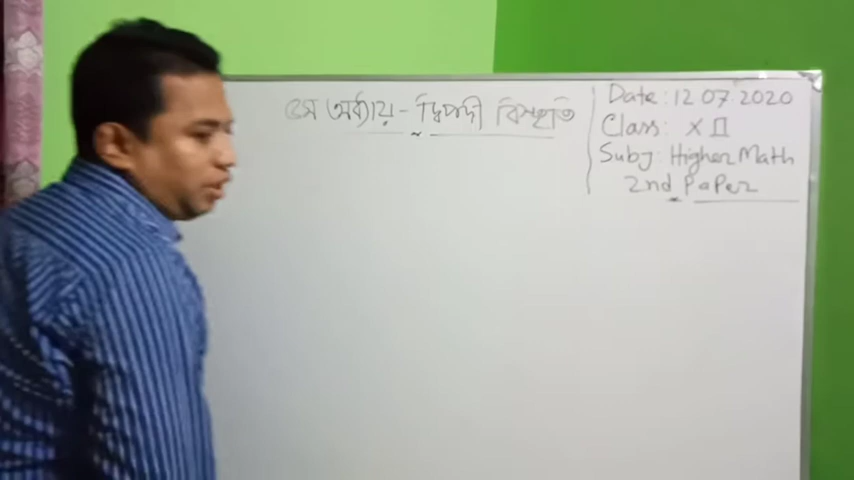 ৫ম অধ্যায় - দ্বিপদী বিস্তৃতি
Date: 12.07.2020
Class: XII
Subj: Higher Math
2nd Paper